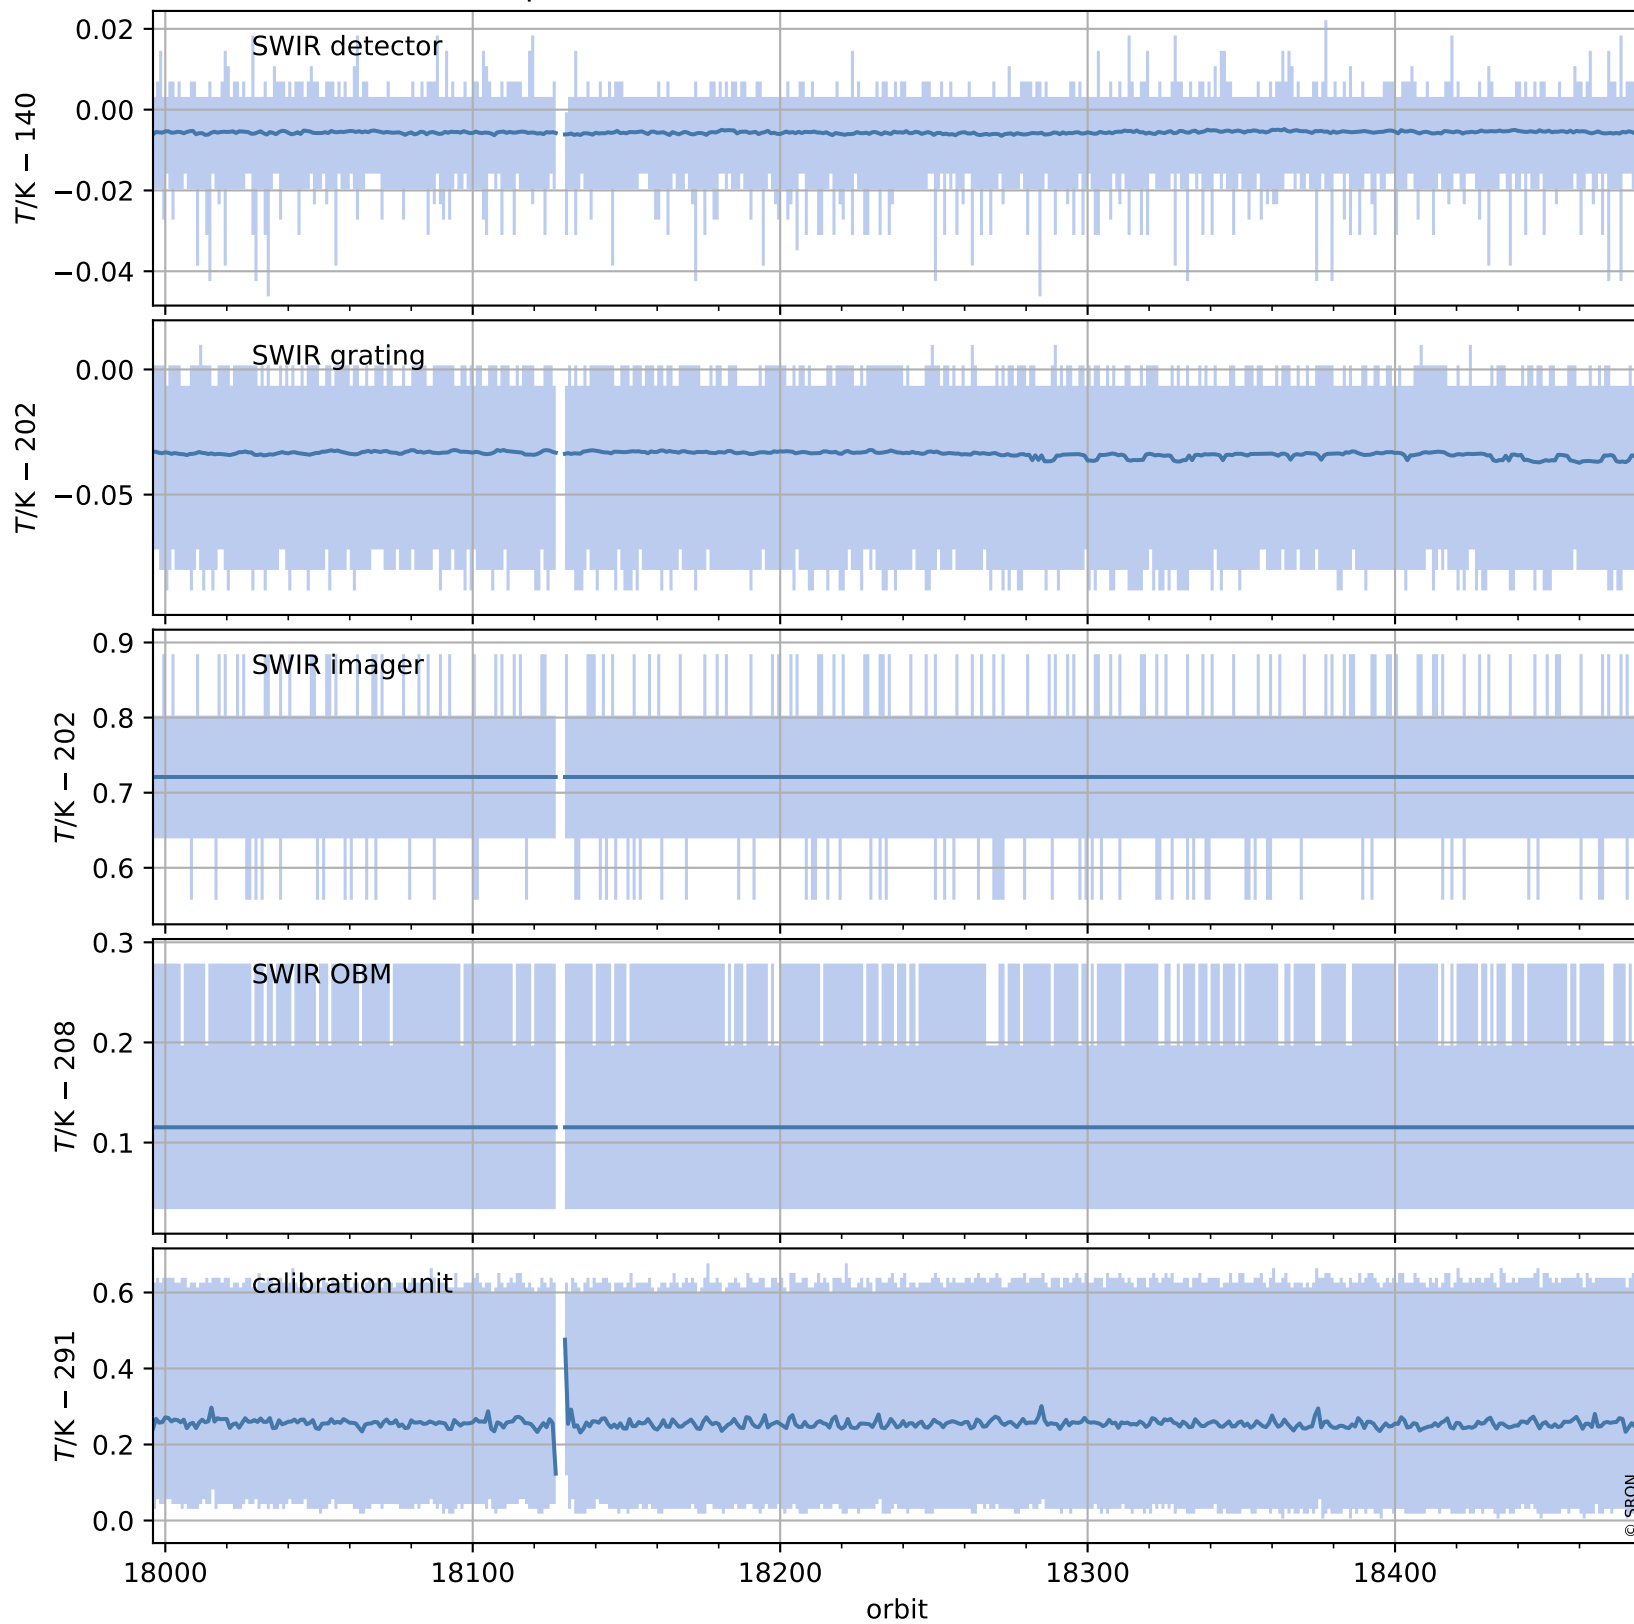 SWIR detector
0.02
0.00
−0.02
−0.04
T/K − 140
SWIR grating
0.00
−0.05
T/K − 202
SWIR imager
0.9
0.8
0.7
0.6
T/K − 202
SWIR OBM
0.3
0.2
0.1
T/K − 208
calibration unit
0.6
0.4
0.2
0.0
T/K − 291
© SRON
18000 18100 18200 18300 18400
orbit